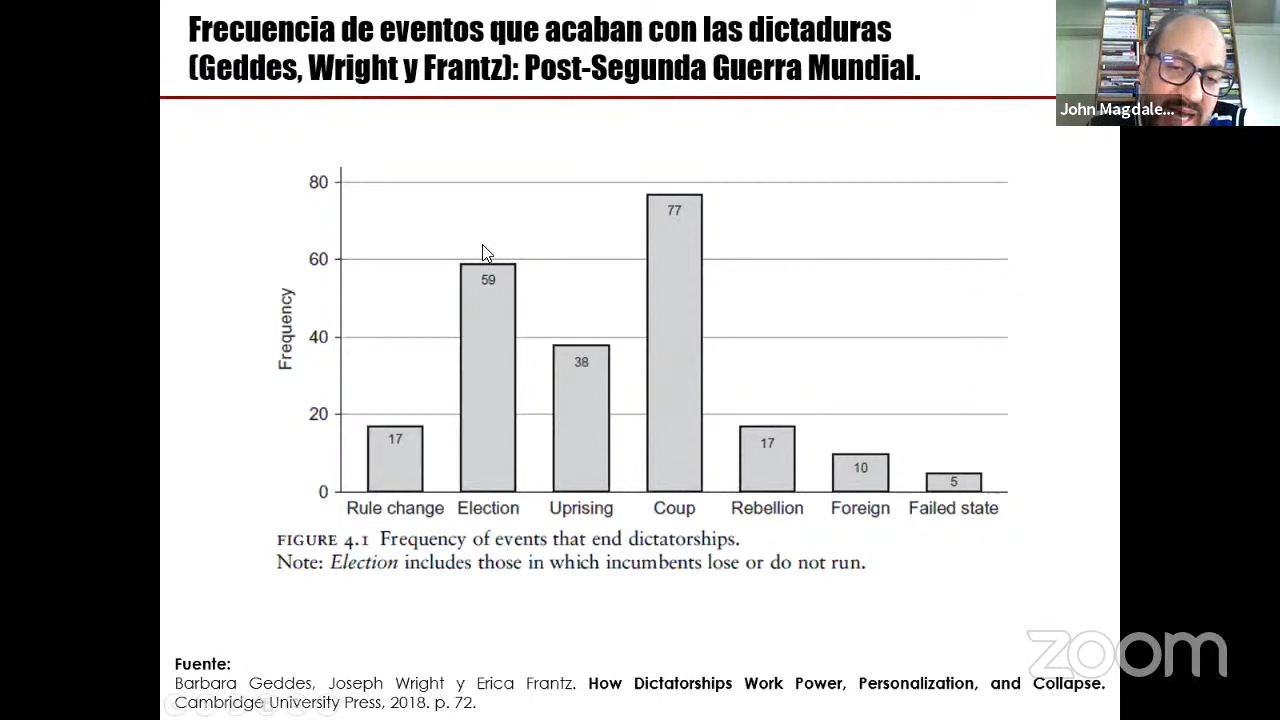 Frecuencia de eventos que acaban con las dictaduras
(Geddes, Wright y Frantz): Post-Segunda Guerra Mundial.
John Magdale...
80
60
40
20
0
Frequency
17
59
38
77
17
10
5
Rule change Election Uprising Coup Rebellion Foreign Failed state
FIGURE 4.1 Frequency of events that end dictatorships.
Note: Election includes those in which incumbents lose or do not run.
zoom
Fuente:
Barbara Geddes, Joseph Wright y Erica Frantz. How Dictatorships Work Power, Personalization, and Collapse.
Cambridge University Press, 2018. p. 72.